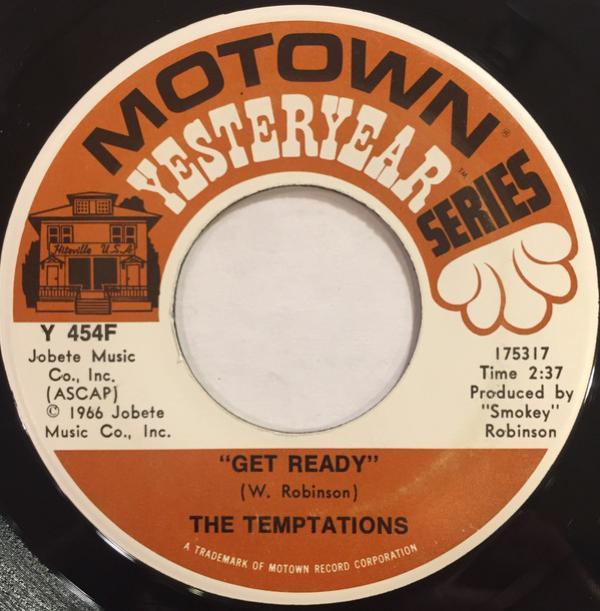 MOTOWN®
YESTERYEAR™
SERIES
Hitsville U.S.A.
Y 454F
Jobete Music
Co., Inc.
(ASCAP)
© 1966 Jobete
Music Co., Inc.
175317
Time 2:37
Produced by
"Smokey"
Robinson
"GET READY"
(W. Robinson)
THE TEMPTATIONS
A TRADEMARK OF MOTOWN RECORD CORPORATION